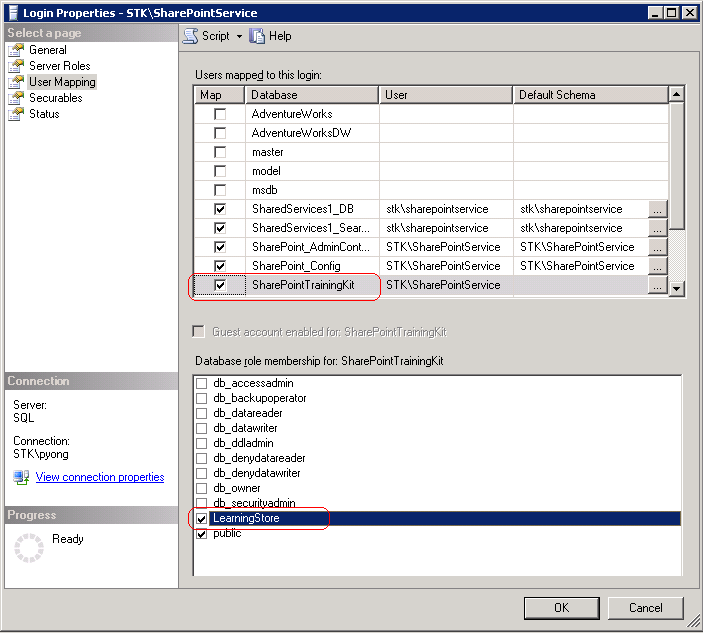 Login Properties - STK\SharePointService
Select a page
General
Server Roles
User Mapping
Securables
Status
Script Help
Users mapped to this login:
Map Database User Default Schema
AdventureWorks
AdventureWorksDW
master
model
msdb
SharedServices1_DB stk\sharepointservice stk\sharepointservice ...
SharedServices1_Sear... stk\sharepointservice stk\sharepointservice ...
SharePoint_AdminCont... STK\SharePointService STK\SharePointService ...
SharePoint_Config STK\SharePointService STK\SharePointService ...
SharePointTrainingKit STK\SharePointService ...
Guest account enabled for: SharePointTrainingKit
Database role membership for: SharePointTrainingKit
db_accessadmin
db_backupoperator
db_datareader
db_datawriter
db_ddladmin
db_denydatareader
db_denydatawriter
db_owner
db_securityadmin
LearningStore
public
Connection
Server:
SQL
Connection:
STK\pyong
View connection properties
Progress
Ready
OK Cancel